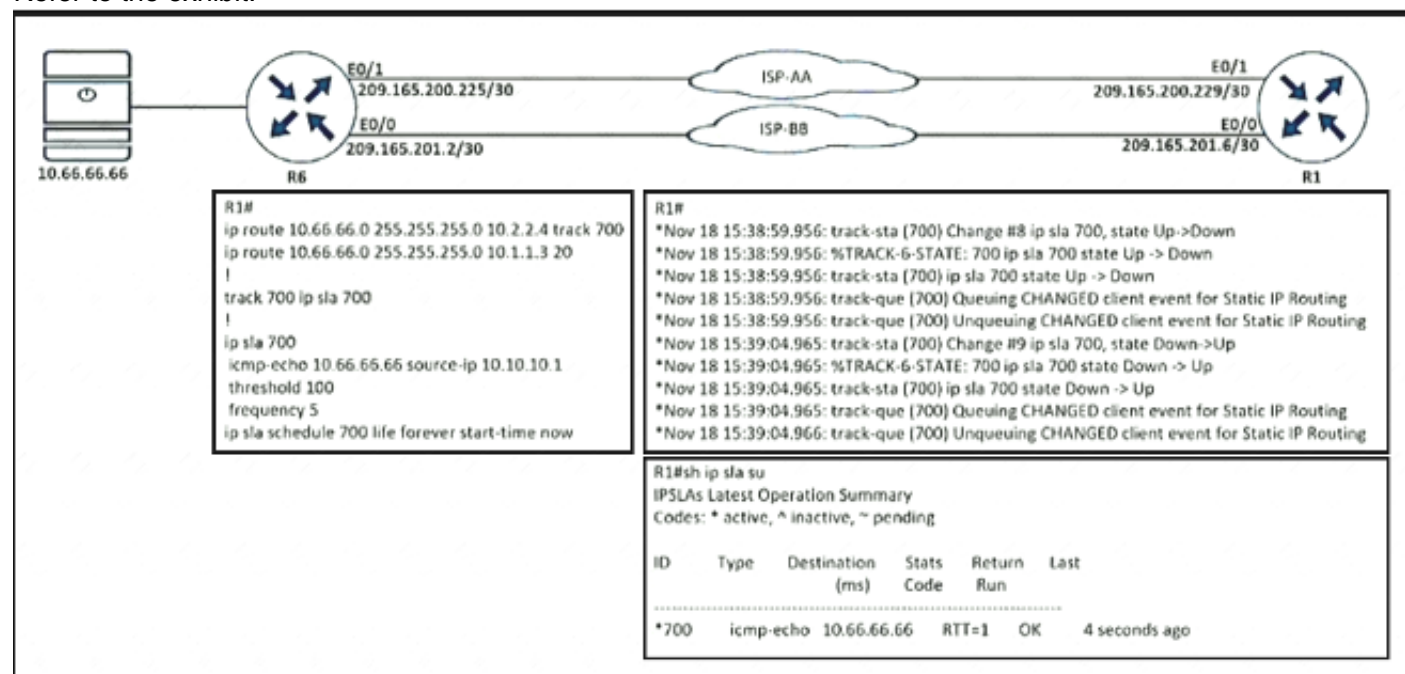 Refer to the exhibit.
E0/1
209.165.200.225/30
E0/0
209.165.201.2/30
ISP-AA
ISP-BB
E0/1
209.165.200.229/30
E0/0
209.165.201.6/30
10.66.66.66
R6
R1
R1#
ip route 10.66.66.0 255.255.255.0 10.2.2.4 track 700
ip route 10.66.66.0 255.255.255.0 10.1.1.3 20
!
track 700 ip sla 700
!
ip sla 700
icmp-echo 10.66.66.66 source-ip 10.10.10.1
threshold 100
frequency 5
ip sla schedule 700 life forever start-time now
R1#
*Nov 18 15:38:59.956: track-sta (700) Change #8 ip sla 700, state Up->Down
*Nov 18 15:38:59.956: %TRACK-6-STATE: 700 ip sla 700 state Up -> Down
*Nov 18 15:38:59.956: track-sta (700) ip sla 700 state Up -> Down
*Nov 18 15:38:59.956: track-que (700) Queuing CHANGED client event for Static IP Routing
*Nov 18 15:38:59.956: track-que (700) Unqueuing CHANGED client event for Static IP Routing
*Nov 18 15:39:04.965: track-sta (700) Change #9 ip sla 700, state Down->Up
*Nov 18 15:39:04.965: %TRACK-6-STATE: 700 ip sla 700 state Down -> Up
*Nov 18 15:39:04.965: track-sta (700) ip sla 700 state Down -> Up
*Nov 18 15:39:04.965: track-que (700) Queuing CHANGED client event for Static IP Routing
*Nov 18 15:39:04.966: track-que (700) Unqueuing CHANGED client event for Static IP Routing
R1#sh ip sla su
IPSLAs Latest Operation Summary
Codes: * active, ^ inactive, ~ pending
ID Type Destination Stats Return Last
(ms) Code Run
------------------------------------------------------------
*700 icmp-echo 10.66.66.66 RTT=1 OK 4 seconds ago